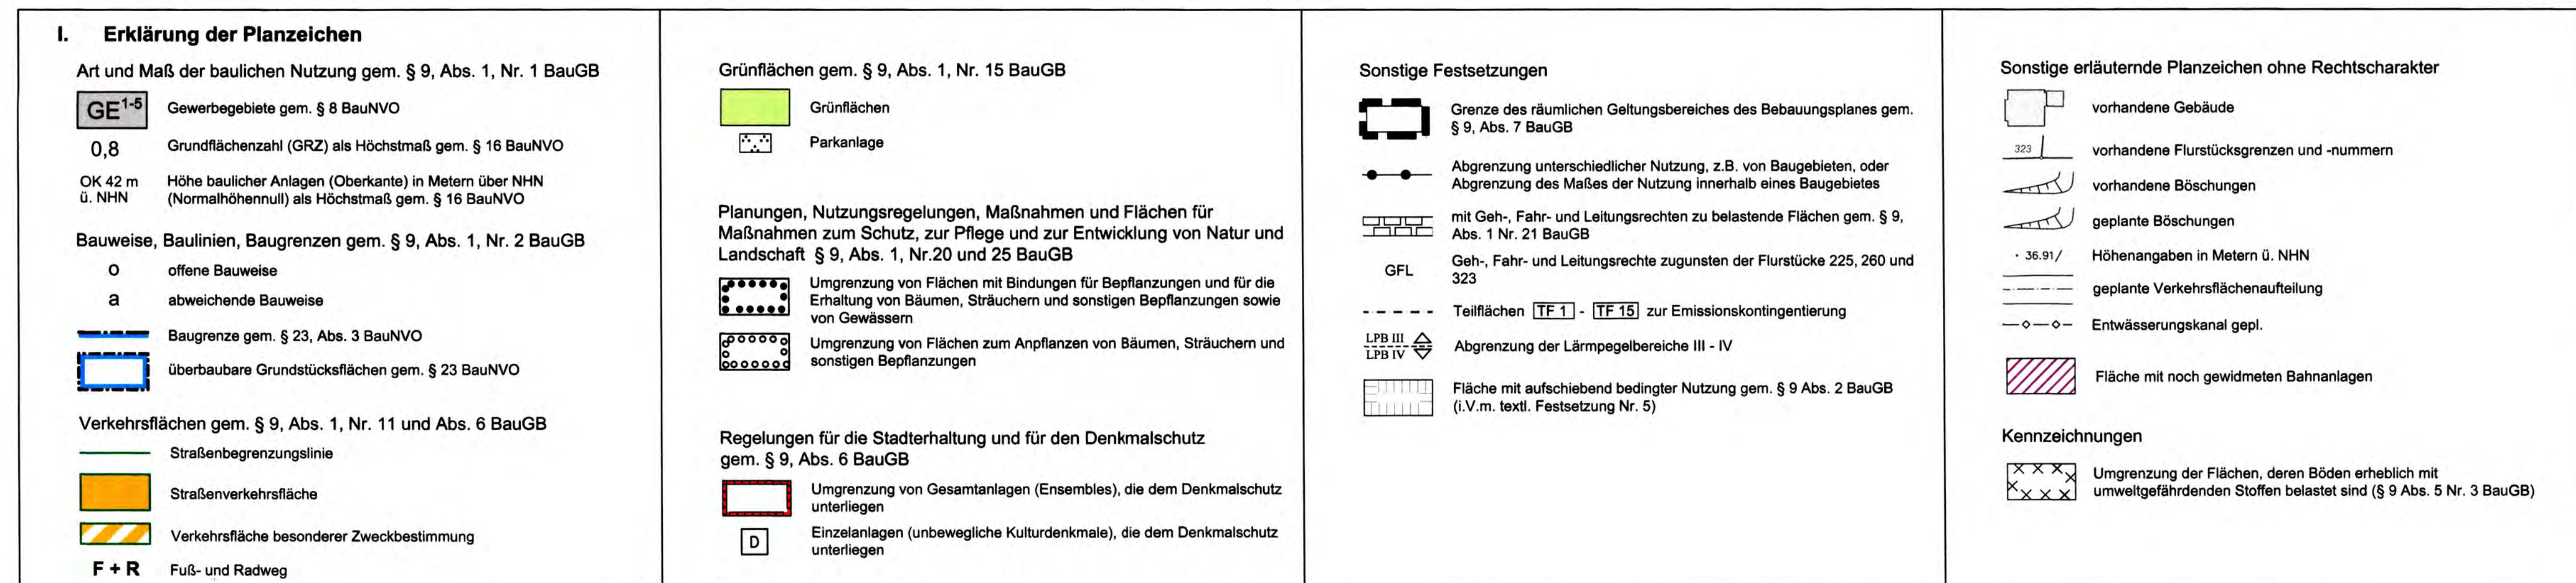 I. Erklärung der Planzeichen
Art und Maß der baulichen Nutzung gem. § 9, Abs. 1, Nr. 1 BauGB
GE¹⁻⁵ Gewerbegebiete gem. § 8 BauNVO
0,8 Grundflächenzahl (GRZ) als Höchstmaß gem. § 16 BauNVO
OK 42 m Höhe baulicher Anlagen (Oberkante) in Metern über NHN
ü. NHN (Normalhöhennull) als Höchstmaß gem. § 16 BauNVO
Bauweise, Baulinien, Baugrenzen gem. § 9, Abs. 1, Nr. 2 BauGB
o offene Bauweise
a abweichende Bauweise
Baugrenze gem. § 23, Abs. 3 BauNVO
überbaubare Grundstücksflächen gem. § 23 BauNVO
Verkehrsflächen gem. § 9, Abs. 1, Nr. 11 und Abs. 6 BauGB
Straßenbegrenzungslinie
Straßenverkehrsfläche
Verkehrsfläche besonderer Zweckbestimmung
F + R Fuß- und Radweg
Grünflächen gem. § 9, Abs. 1, Nr. 15 BauGB
Grünflächen
Parkanlage
Planungen, Nutzungsregelungen, Maßnahmen und Flächen für
Maßnahmen zum Schutz, zur Pflege und zur Entwicklung von Natur und
Landschaft § 9, Abs. 1, Nr.20 und 25 BauGB
Umgrenzung von Flächen mit Bindungen für Bepflanzungen und für die
Erhaltung von Bäumen, Sträuchern und sonstigen Bepflanzungen sowie
von Gewässern
Umgrenzung von Flächen zum Anpflanzen von Bäumen, Sträuchern und
sonstigen Bepflanzungen
Regelungen für die Stadterhaltung und für den Denkmalschutz
gem. § 9, Abs. 6 BauGB
Umgrenzung von Gesamtanlagen (Ensembles), die dem Denkmalschutz
unterliegen
D Einzelanlagen (unbewegliche Kulturdenkmale), die dem Denkmalschutz
unterliegen
Sonstige Festsetzungen
Grenze des räumlichen Geltungsbereiches des Bebauungsplanes gem.
§ 9, Abs. 7 BauGB
Abgrenzung unterschiedlicher Nutzung, z.B. von Baugebieten, oder
Abgrenzung des Maßes der Nutzung innerhalb eines Baugebietes
mit Geh-, Fahr- und Leitungsrechten zu belastende Flächen gem. § 9,
Abs. 1 Nr. 21 BauGB
GFL Geh-, Fahr- und Leitungsrechte zugunsten der Flurstücke 225, 260 und
323
Teilflächen TF 1 - TF 15 zur Emissionskontingentierung
LPB III
LPB IV Abgrenzung der Lärmpegelbereiche III - IV
Fläche mit aufschiebend bedingter Nutzung gem. § 9 Abs. 2 BauGB
(i.V.m. textl. Festsetzung Nr. 5)
Sonstige erläuternde Planzeichen ohne Rechtscharakter
vorhandene Gebäude
323 vorhandene Flurstücksgrenzen und -nummern
vorhandene Böschungen
geplante Böschungen
· 36.91/ Höhenangaben in Metern ü. NHN
geplante Verkehrsflächenaufteilung
Entwässerungskanal gepl.
Fläche mit noch gewidmeten Bahnanlagen
Kennzeichnungen
Umgrenzung der Flächen, deren Böden erheblich mit
umweltgefährdenden Stoffen belastet sind (§ 9 Abs. 5 Nr. 3 BauGB)